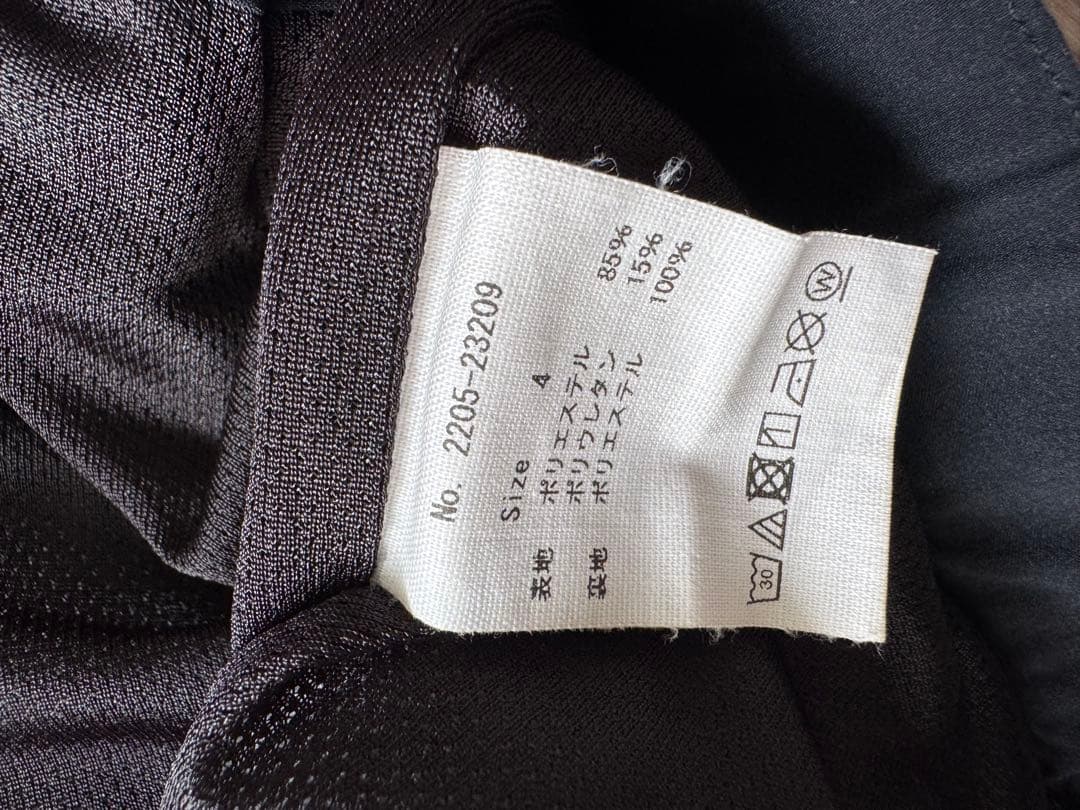 No. 2205-23209
Size 4
表地 ポリエステル 85%
ポリウレタン 15%
裏地 ポリエステル 100%
30
W